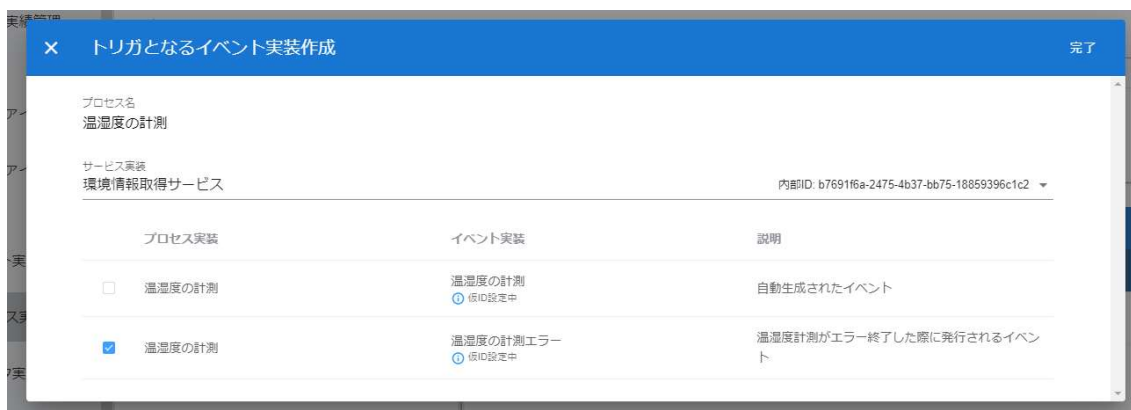 実績管理
トリガとなるイベント実装作成
完了
プロセス名
温湿度の計測
サービス実装
環境情報取得サービス
内部ID: b7691f6a-2475-4b37-bb75-18859396c1c2
プロセス実装 イベント実装 説明
温湿度の計測 温湿度の計測 自動生成されたイベント
仮ID設定中
温湿度の計測 温湿度の計測エラー 温湿度計測がエラー終了した際に発行されるイベン
仮ID設定中 ト